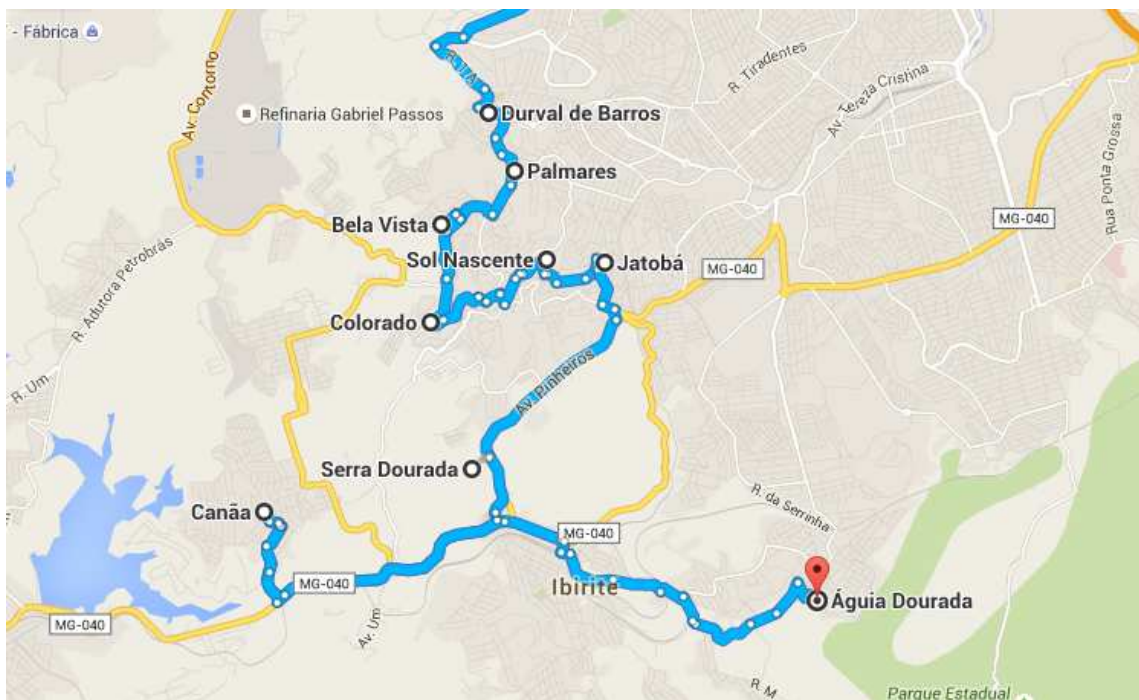 - Fábrica
Av. Contorno
R. Tiradentes
Av. Tereza Cristina
Refinaria Gabriel Passos
Durval de Barros
Rua Ponta Grossa
Palmares
Bela Vista
MG-040
Sol Nascente
Jatobá
MG-040
R. Adutora Petrobrás
Colorado
R. Um
Av. Pinheiros
Serra Dourada
R. da Serrinha
Canãa
MG-040
MG-040
Ibirité
Águia Dourada
MG-040
Av. Um
R. M
Parque Estadual